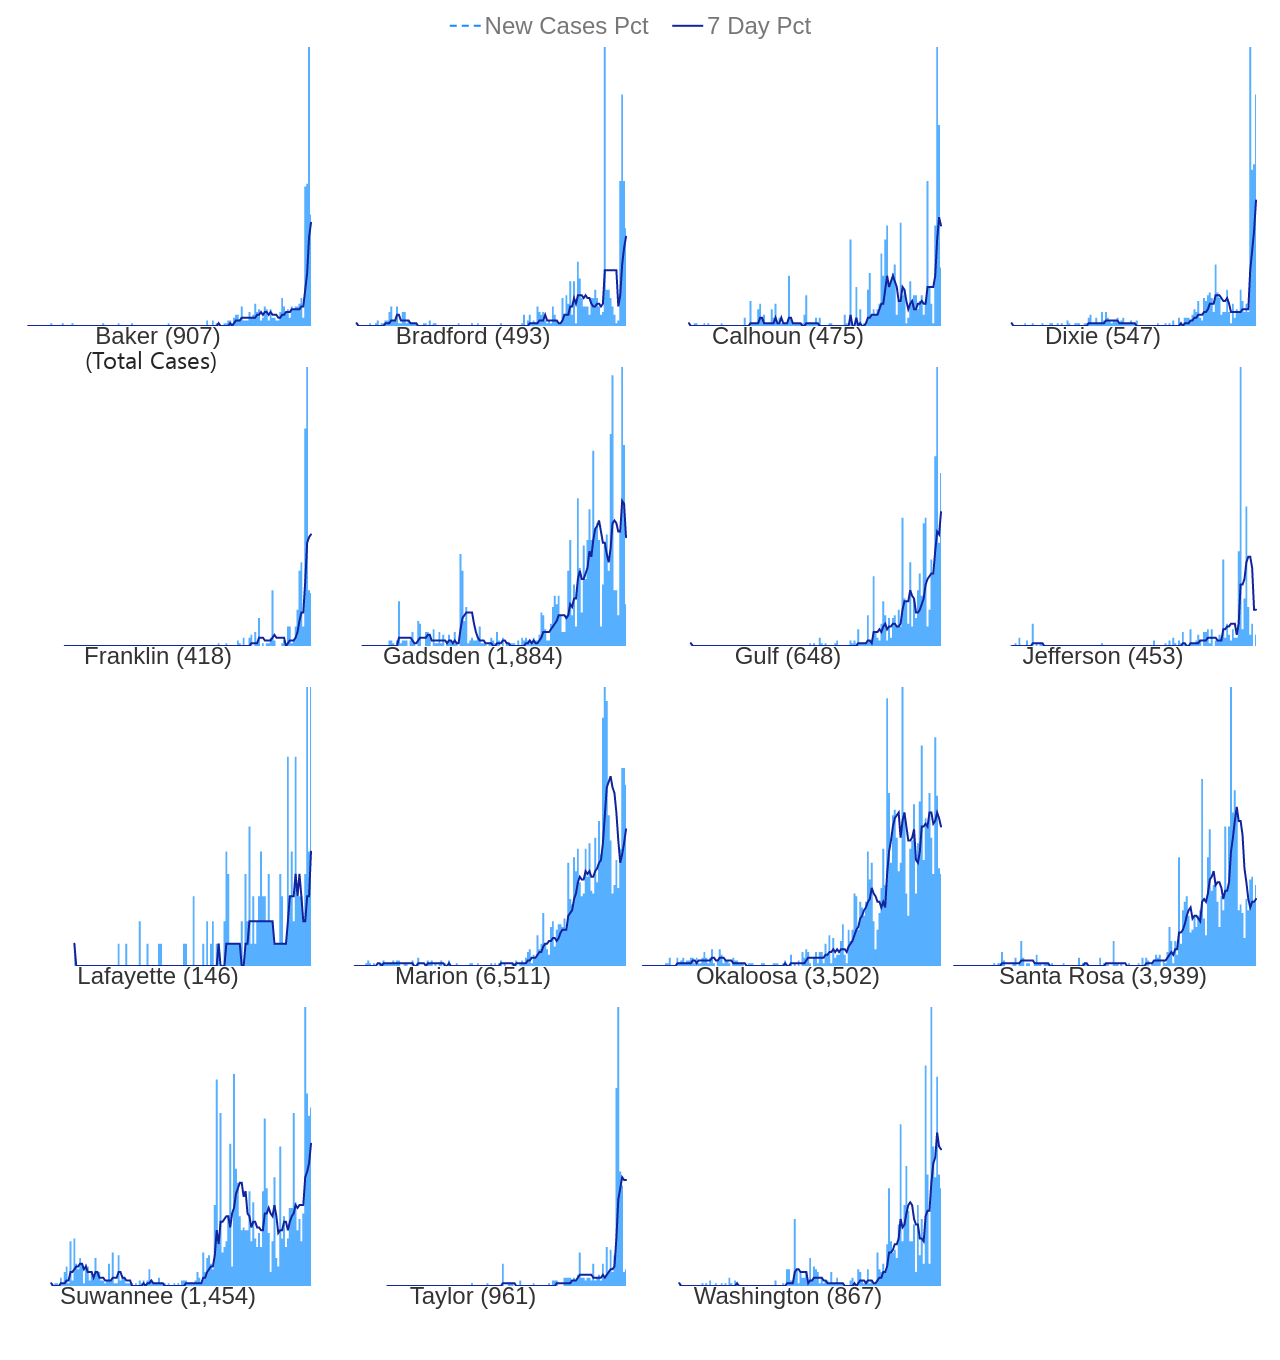 New Cases Pct 7 Day Pct
Baker (907) Bradford (493) Calhoun (475) Dixie (547)
(Total Cases)
Franklin (418) Gadsden (1,884) Gulf (648) Jefferson (453)
Lafayette (146) Marion (6,511) Okaloosa (3,502) Santa Rosa (3,939)
Suwannee (1,454) Taylor (961) Washington (867)